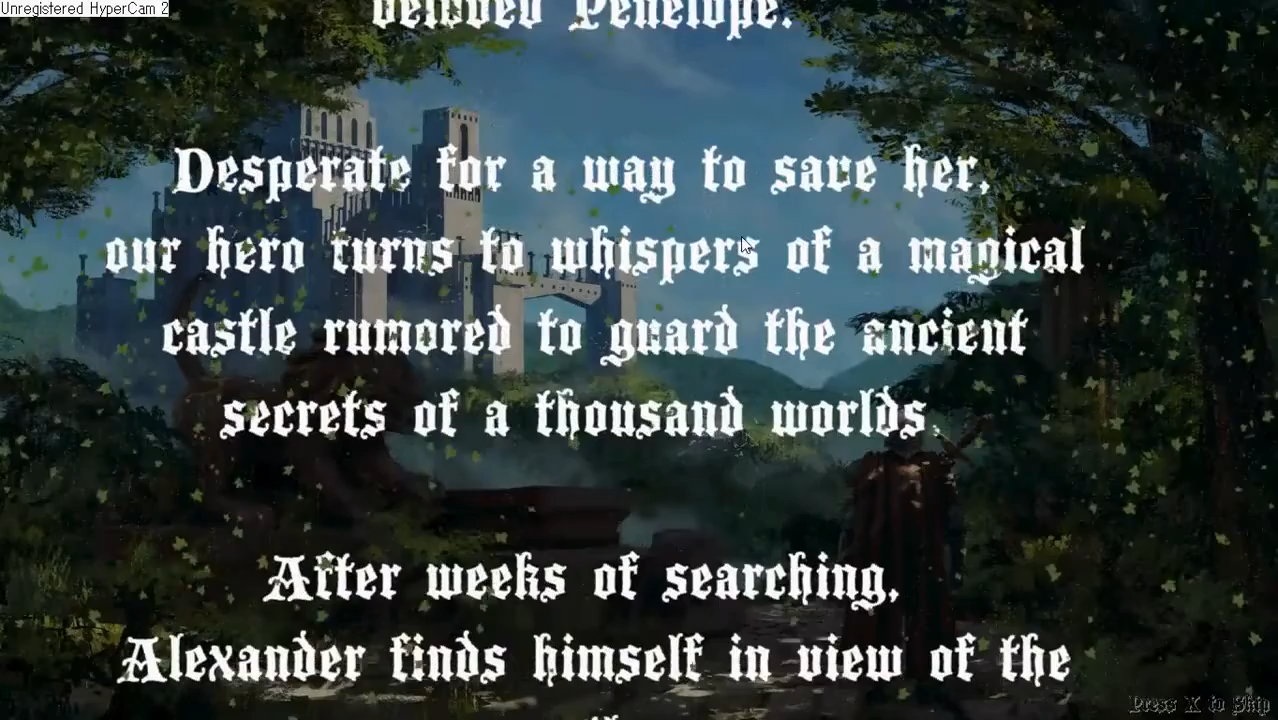 Unregistered HyperCam 2
beloved Penelope.
Desperate for a way to save her,
our hero turns to whispers of a magical
castle rumored to guard the ancient
secrets of a thousand worlds.
After weeks of searching,
Alexander finds himself in view of the
Press X to Skip